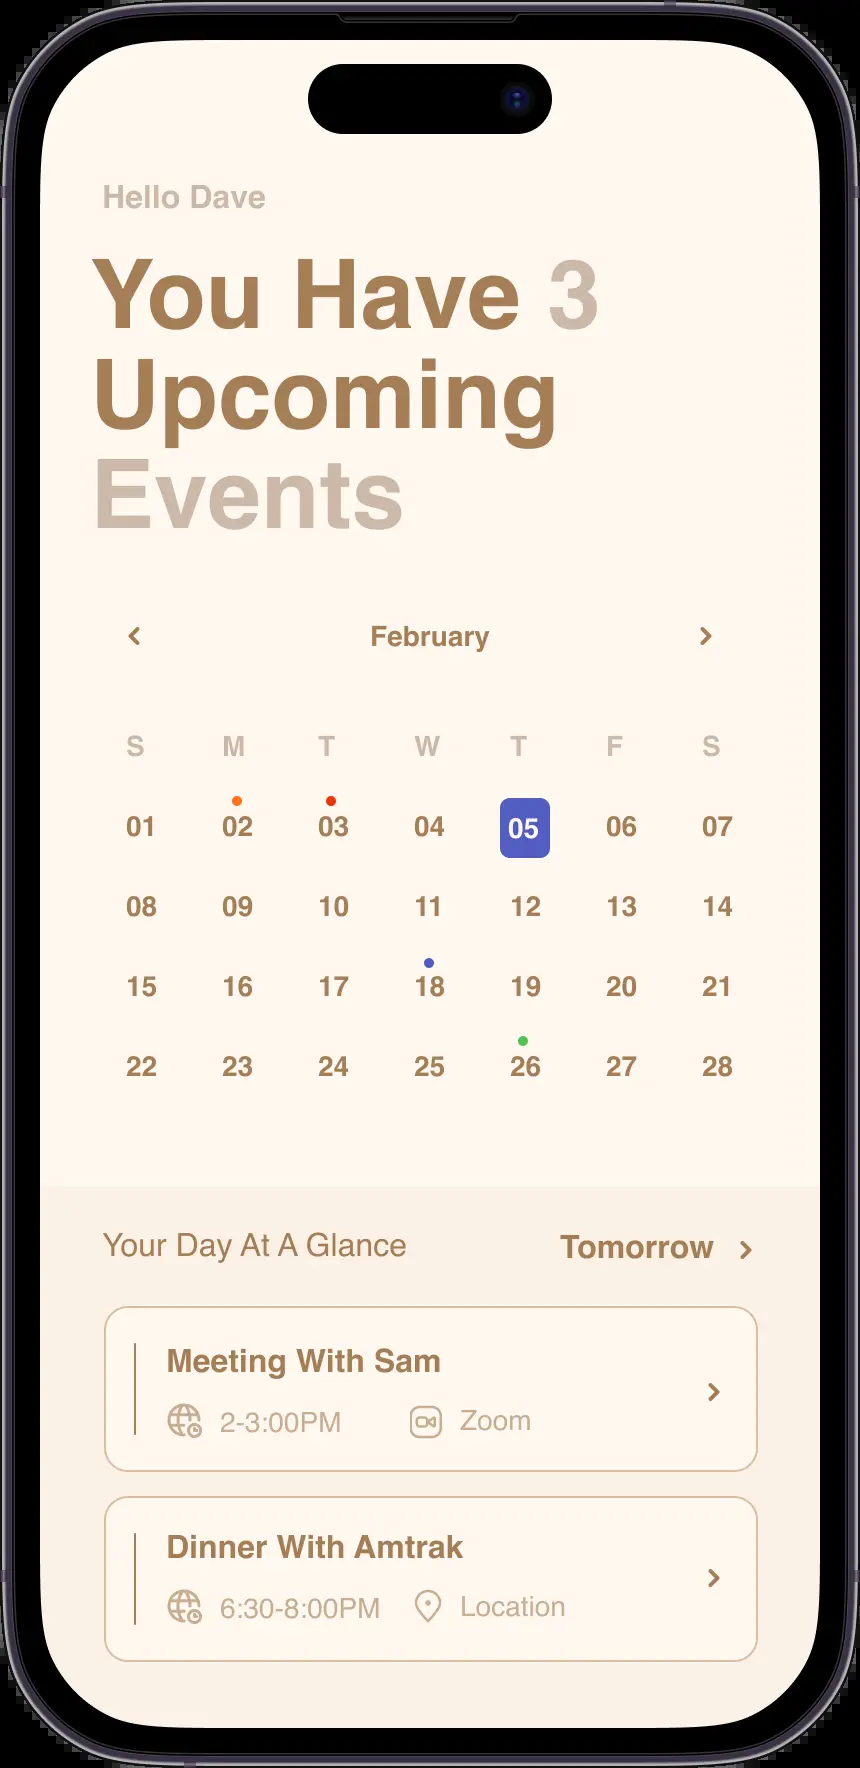 Hello Dave
You Have 3
Upcoming
Events
February
S M T W T F S
01 02 03 04 05 06 07
08 09 10 11 12 13 14
15 16 17 18 19 20 21
22 23 24 25 26 27 28
Your Day At A Glance Tomorrow
Meeting With Sam
2-3:00PM Zoom
Dinner With Amtrak
6:30-8:00PM Location